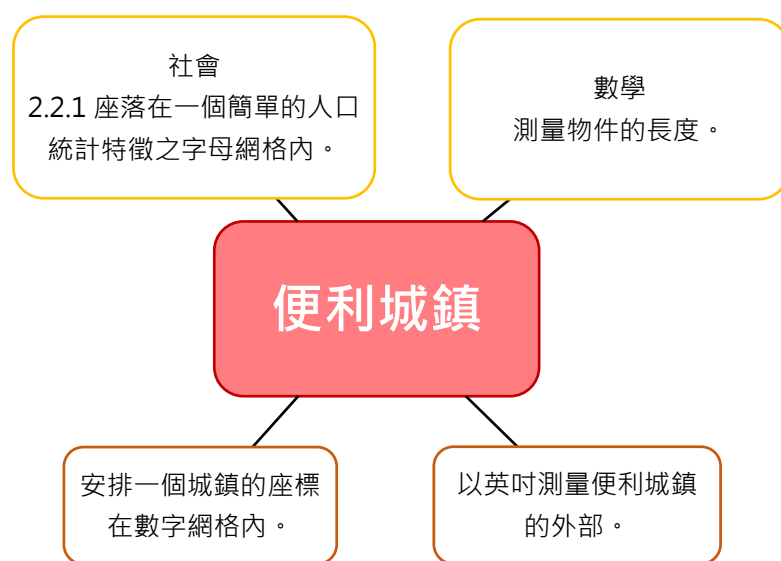 社會
2.2.1 座落在一個簡單的人口
統計特徵之字母網格內。
數學
測量物件的長度。
便利城鎮
安排一個城鎮的座標
在數字網格內。
以英吋測量便利城鎮
的外部。